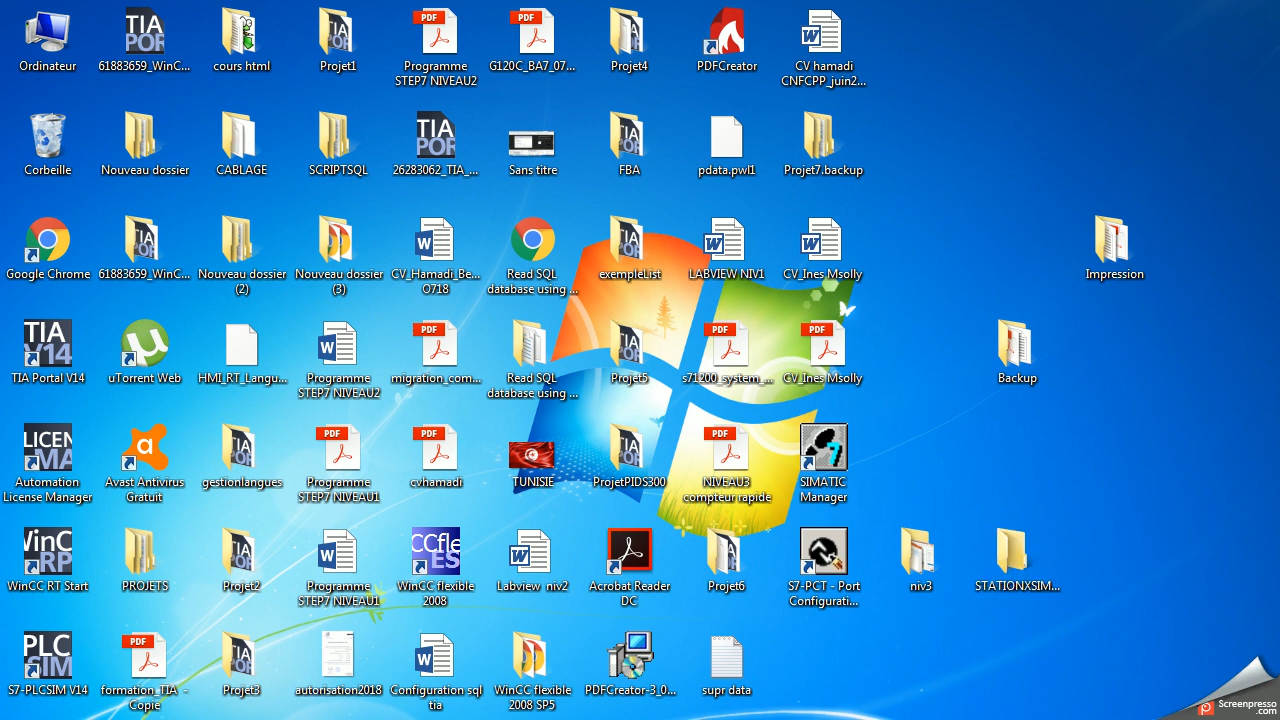 Ordinateur
61883659_WinC...
cours html
Projet1
Programme
STEP7 NIVEAU2
G120C_BA7_07...
Projet4
PDFCreator
CV hamadi
CNFCPP_juin2...
Corbeille
Nouveau dossier
CABLAGE
SCRIPTSQL
26283062_TIA_...
Sans titre
FBA
pdata.pwl1
Projet7.backup
Google Chrome
61883659_WinC...
Nouveau dossier
(2)
Nouveau dossier
(3)
CV_Hamadi_Be...
O718
Read SQL
database using ...
exempleList
LABVIEW NIV1
CV_Ines Msolly
Impression
TIA Portal V14
uTorrent Web
HMI_RT_Langu...
Programme
STEP7 NIVEAU2
migration_com...
Read SQL
database using ...
Projet5
s71200_system_...
CV_Ines Msolly
Backup
Automation
License Manager
Avast Antivirus
Gratuit
gestionlangues
Programme
STEP7 NIVEAU1
cvhamadi
TUNISIE
ProjetPIDS300
NIVEAU3
compteur rapide
SIMATIC
Manager
WinCC RT Start
PROJETS
Projet2
Programme
STEP7 NIVEAU1
WinCC flexible
2008
Labview niv2
Acrobat Reader
DC
Projet6
S7-PCT - Port
Configurati...
niv3
STATIONXSIM...
S7-PLCSIM V14
formation_TIA -
Copie
Projet3
autorisation2018
Configuration sql
tia
WinCC flexible
2008 SP5
PDFCreator-3_0...
supr data
Screenpresso
.com